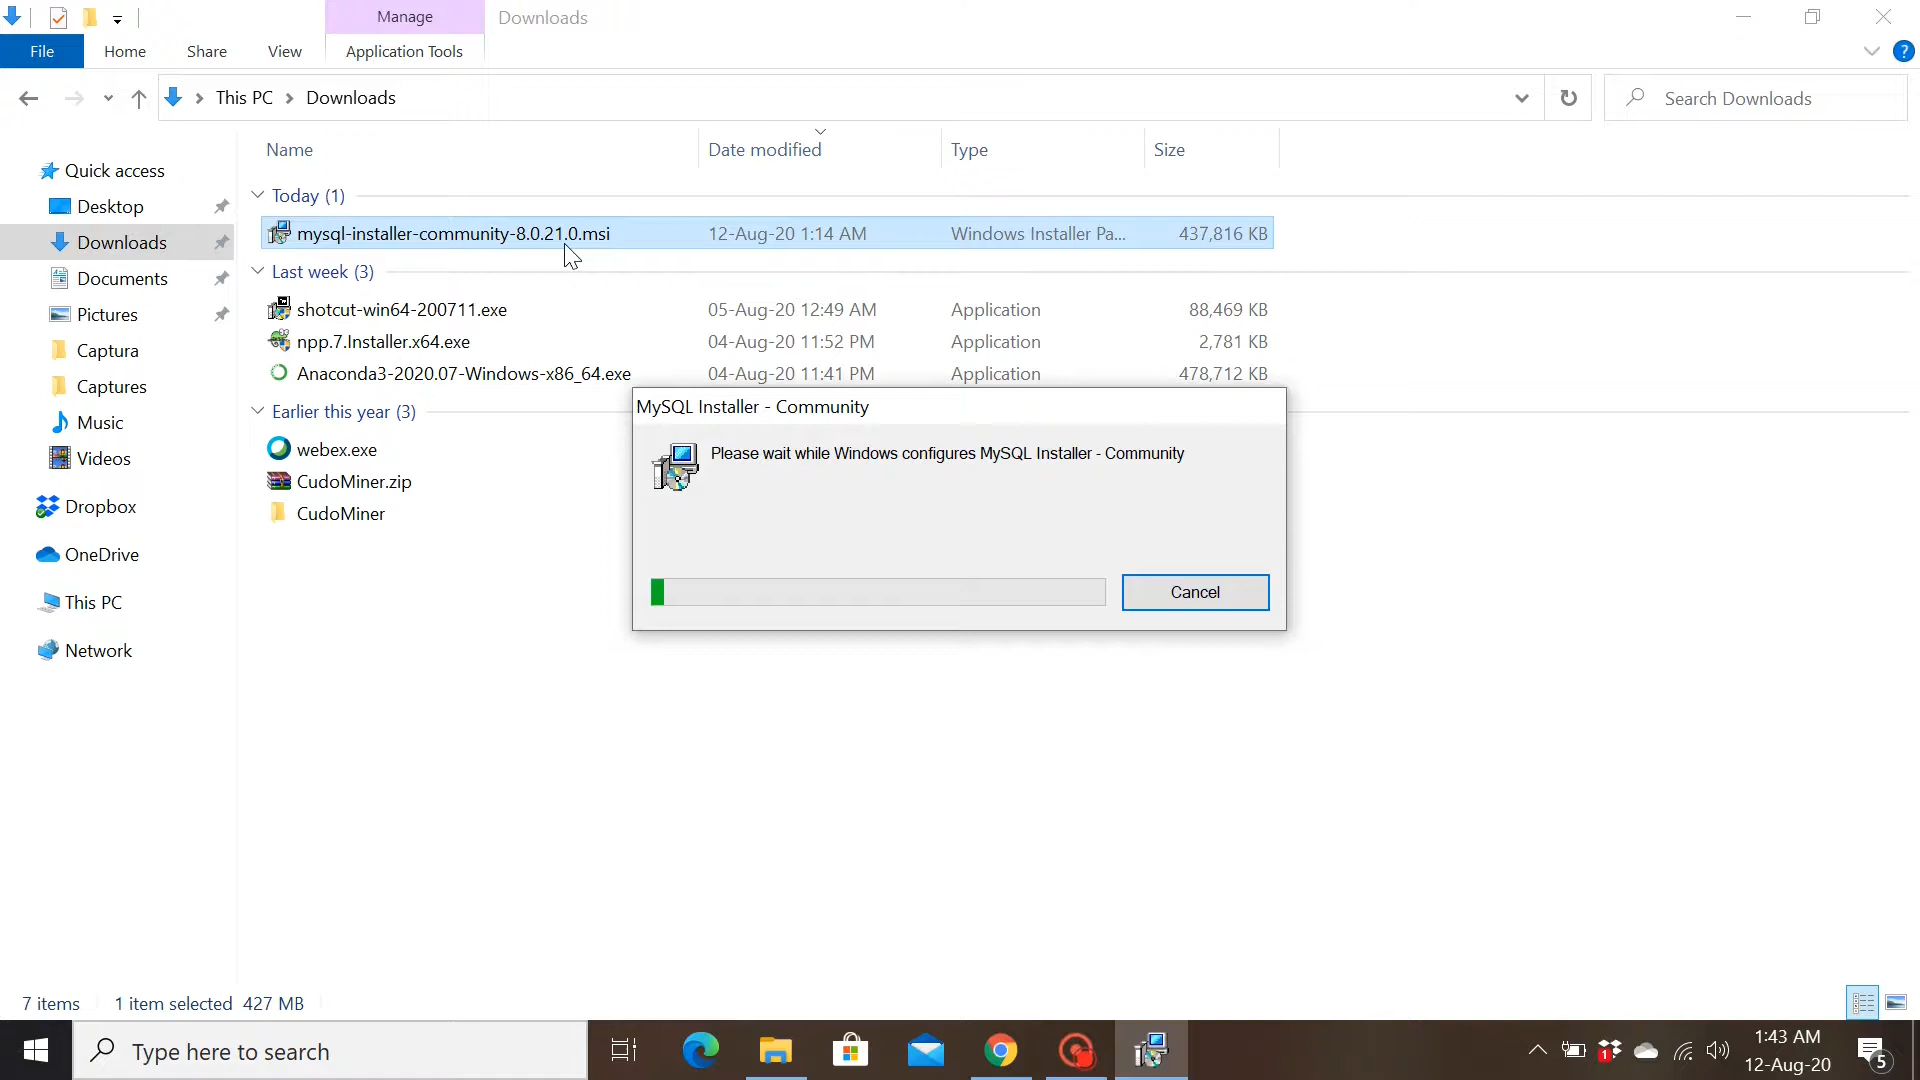 Manage
Downloads
File
Home
Share
View
Application Tools
This PC
Downloads
Search Downloads
Name
Date modified
Type
Size
Quick access
Desktop
Downloads
Documents
Pictures
Captura
Captures
Music
Videos
Dropbox
OneDrive
This PC
Network
Today (1)
mysql-installer-community-8.0.21.0.msi 12-Aug-20 1:14 AM Windows Installer Pa... 437,816 KB
Last week (3)
shotcut-win64-200711.exe 05-Aug-20 12:49 AM Application 88,469 KB
npp.7.Installer.x64.exe 04-Aug-20 11:52 PM Application 2,781 KB
Anaconda3-2020.07-Windows-x86_64.exe 04-Aug-20 11:41 PM Application 478,712 KB
Earlier this year (3)
webex.exe
CudoMiner.zip
CudoMiner
MySQL Installer - Community
Please wait while Windows configures MySQL Installer - Community
Cancel
7 items
1 item selected 427 MB
Type here to search
1
1:43 AM
12-Aug-20
5
?